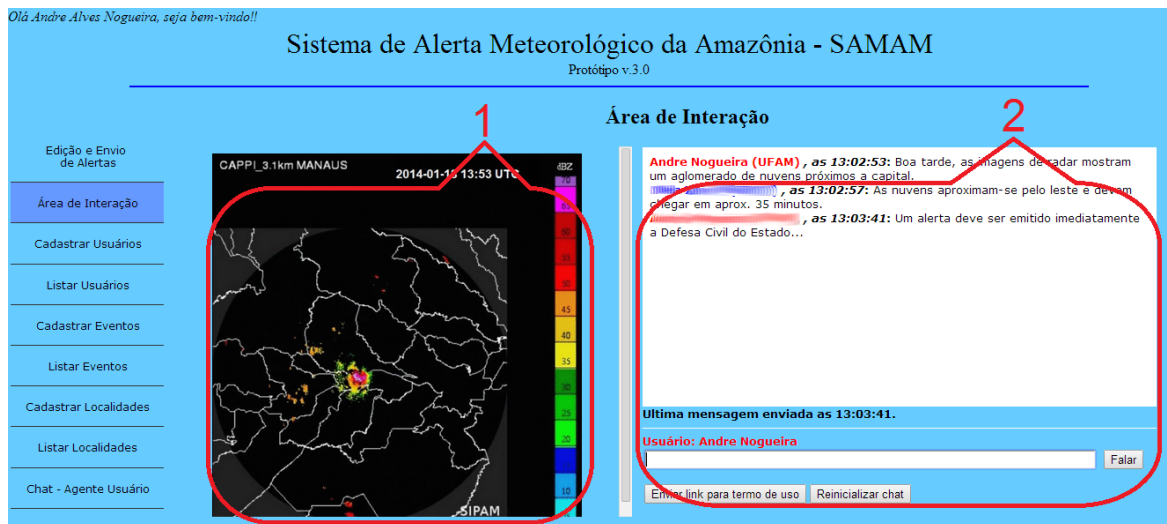 Olá Andre Alves Nogueira, seja bem-vindo!!
Sistema de Alerta Meteorológico da Amazônia - SAMAM
Protótipo v.3.0
Área de Interação
1
2
Edição e Envio
de Alertas
Área de Interação
Cadastrar Usuários
Listar Usuários
Cadastrar Eventos
Listar Eventos
Cadastrar Localidades
Listar Localidades
Chat - Agente Usuário
CAPPI_3.1km MANAUS
2014-01-13 13:53 UTC
dBZ
70
65
60
55
50
45
40
35
30
25
20
10
SIPAM
Andre Nogueira (UFAM) , as 13:02:53: Boa tarde, as imagens de radar mostram
um aglomerado de nuvens próximos a capital.
, as 13:02:57: As nuvens aproximam-se pelo leste e devem
chegar em aprox. 35 minutos.
, as 13:03:41: Um alerta deve ser emitido imediatamente
a Defesa Civil do Estado...
Ultima mensagem enviada as 13:03:41.
Usuário: Andre Nogueira
Falar
Enviar link para termo de uso Reinicializar chat